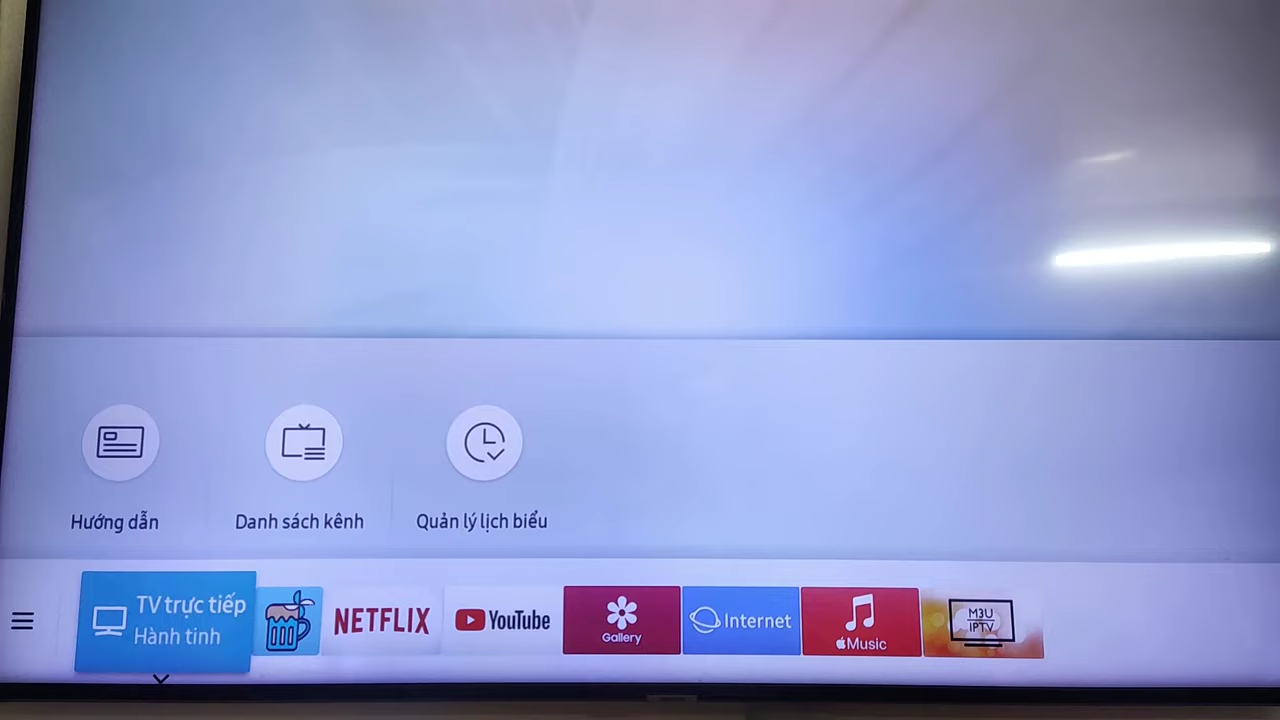 Hướng dẫn
Danh sách kênh
Quản lý lịch biểu
TV trực tiếp
Hành tinh
NETFLIX
YouTube
Gallery
Internet
Music
M3U
IPTV